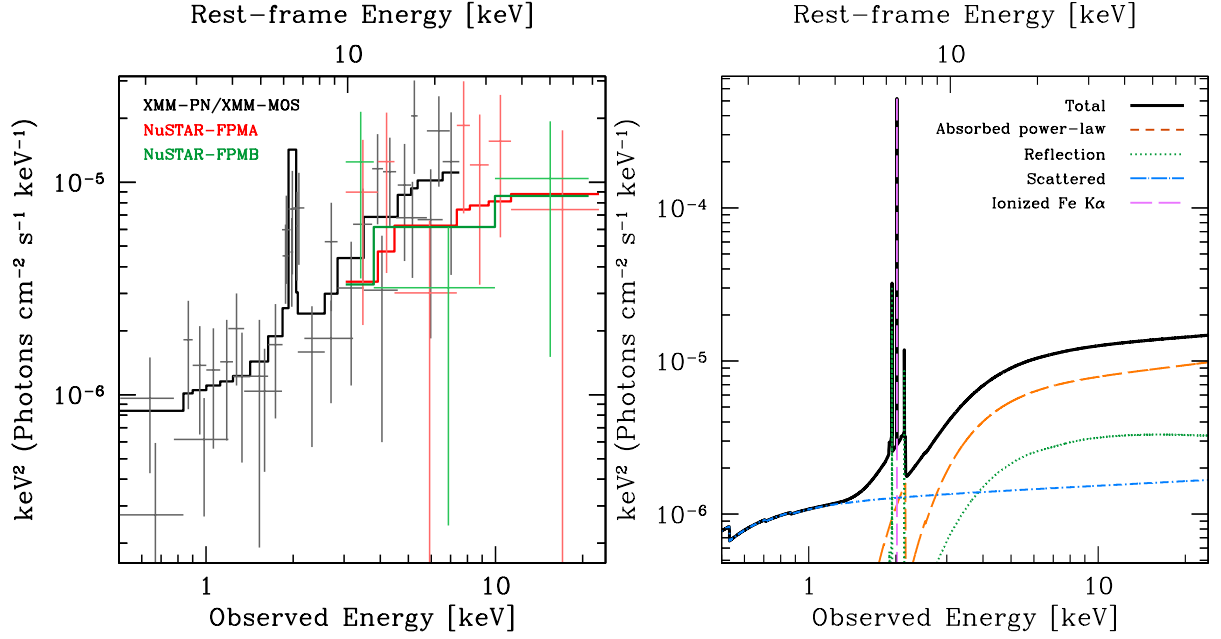 Rest-frame Energy [keV]
10
XMM-PN/XMM-MOS
NuSTAR-FPMA
NuSTAR-FPMB
keV² (Photons cm⁻² s⁻¹ keV⁻¹)
10⁻⁵
10⁻⁶
1 10
Observed Energy [keV]
Rest-frame Energy [keV]
10
Total
Absorbed power-law
Reflection
Scattered
Ionized Fe Kα
keV² (Photons cm⁻² s⁻¹ keV⁻¹)
10⁻⁴
10⁻⁵
10⁻⁶
1 10
Observed Energy [keV]